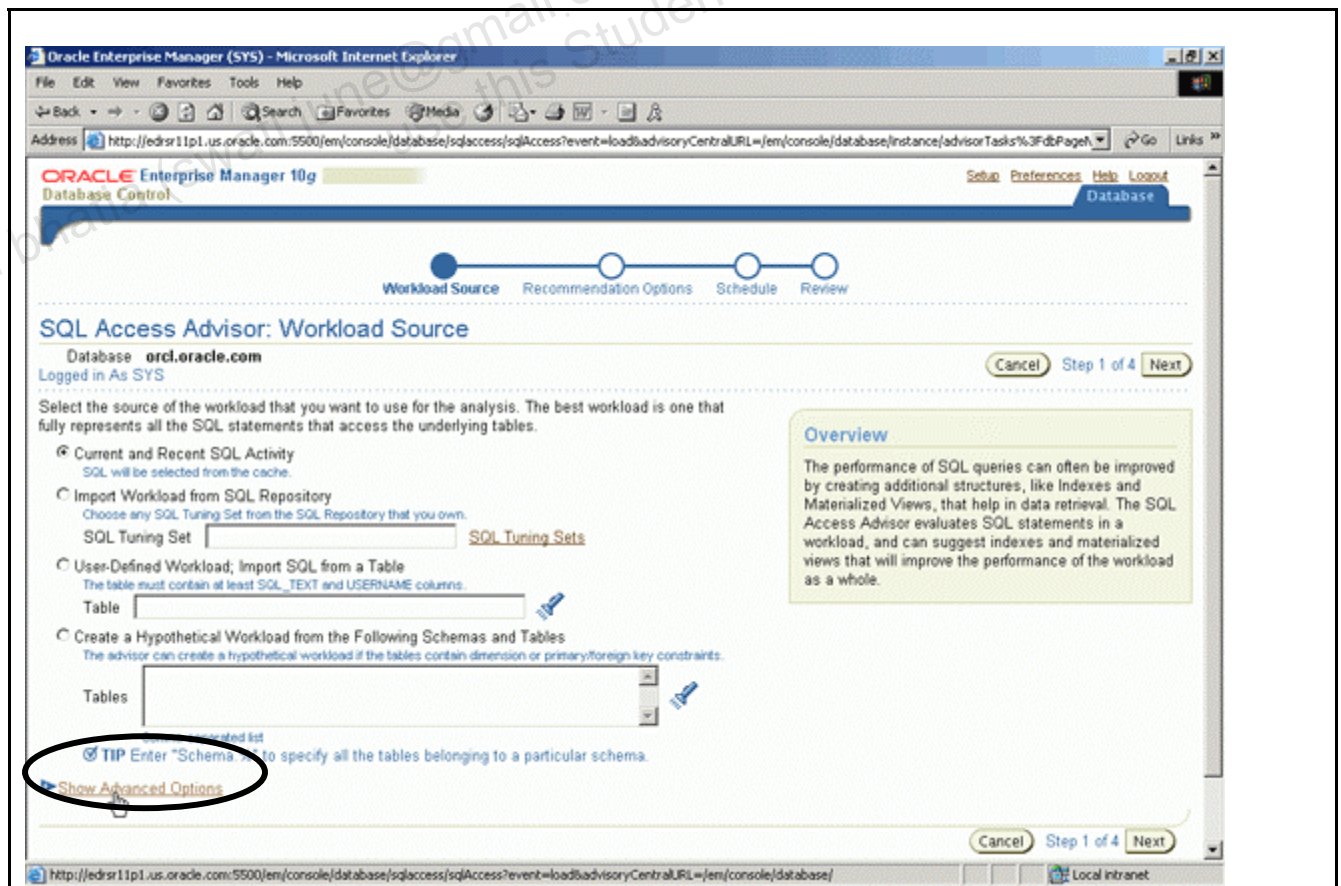 gmail.c
une@gmail.c
use this Student
bhatia (swati.june@
Oracle Enterprise Manager (SYS) - Microsoft Internet Explorer
File Edit View Favorites Tools Help
Back Search Favorites Media
Address http://edrsr11p1.us.oracle.com:5500/em/console/database/sqlaccess/sqlAccess?event=load&advisoryCentralURL=/em/console/database/instance/advisorTasks%3FdbPageN Go Links »
ORACLE Enterprise Manager 10g
Database Control
Setup Preferences Help Logout
Database
Workload Source Recommendation Options Schedule Review
SQL Access Advisor: Workload Source
Database orcl.oracle.com
Logged in As SYS
Cancel Step 1 of 4 Next
Select the source of the workload that you want to use for the analysis. The best workload is one that
fully represents all the SQL statements that access the underlying tables.
Current and Recent SQL Activity
SQL will be selected from the cache.
Import Workload from SQL Repository
Choose any SQL Tuning Set from the SQL Repository that you own.
SQL Tuning Set SQL Tuning Sets
User-Defined Workload; Import SQL from a Table
The table must contain at least SQL_TEXT and USERNAME columns.
Table
Create a Hypothetical Workload from the Following Schemas and Tables
The advisor can create a hypothetical workload if the tables contain dimension or primary/foreign key constraints.
Tables
separated list
TIP Enter "Schema.%" to specify all the tables belonging to a particular schema.
Show Advanced Options
Overview
The performance of SQL queries can often be improved
by creating additional structures, like Indexes and
Materialized Views, that help in data retrieval. The SQL
Access Advisor evaluates SQL statements in a
workload, and can suggest indexes and materialized
views that will improve the performance of the workload
as a whole.
Cancel Step 1 of 4 Next
http://edrsr11p1.us.oracle.com:5500/em/console/database/sqlaccess/sqlAccess?event=load&advisoryCentralURL=/em/console/database/ Local intranet